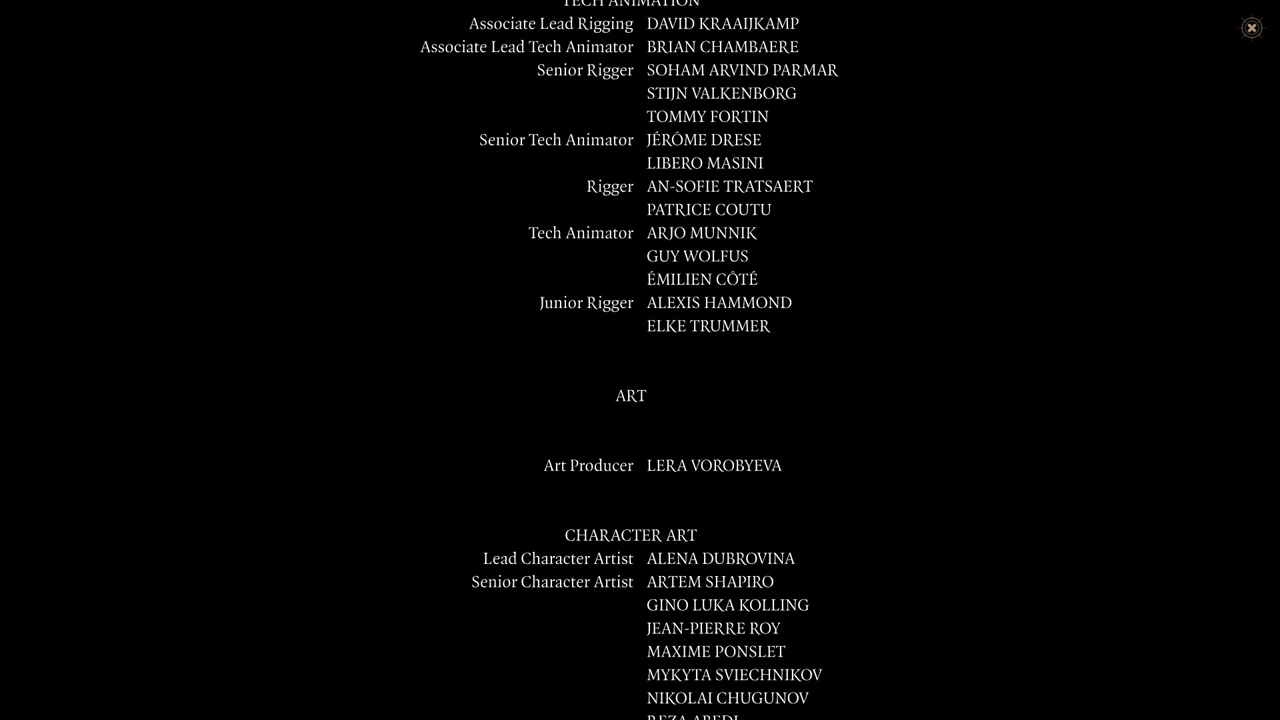 TECH ANIMATION
Associate Lead Rigging DAVID KRAAIJKAMP
Associate Lead Tech Animator BRIAN CHAMBAERE
Senior Rigger SOHAM ARVIND PARMAR
STIJN VALKENBORG
TOMMY FORTIN
Senior Tech Animator JÉRÔME DRESE
LIBERO MASINI
Rigger AN-SOFIE TRATSAERT
PATRICE COUTU
Tech Animator ARJO MUNNIK
GUY WOLFUS
ÉMILIEN CÔTÉ
Junior Rigger ALEXIS HAMMOND
ELKE TRUMMER
ART
Art Producer LERA VOROBYEVA
CHARACTER ART
Lead Character Artist ALENA DUBROVINA
Senior Character Artist ARTEM SHAPIRO
GINO LUKA KOLLING
JEAN-PIERRE ROY
MAXIME PONSLET
MYKYTA SVIECHNIKOV
NIKOLAI CHUGUNOV
REZA ABEDI